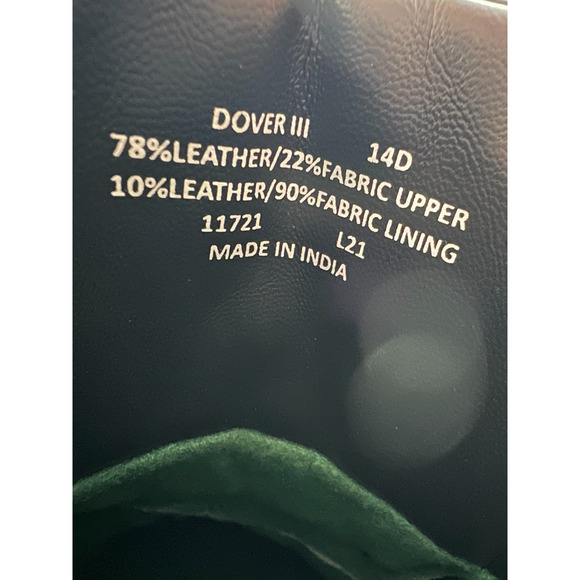 DOVER III 14D
78%LEATHER/22%FABRIC UPPER
10%LEATHER/90%FABRIC LINING
11721 L21
MADE IN INDIA